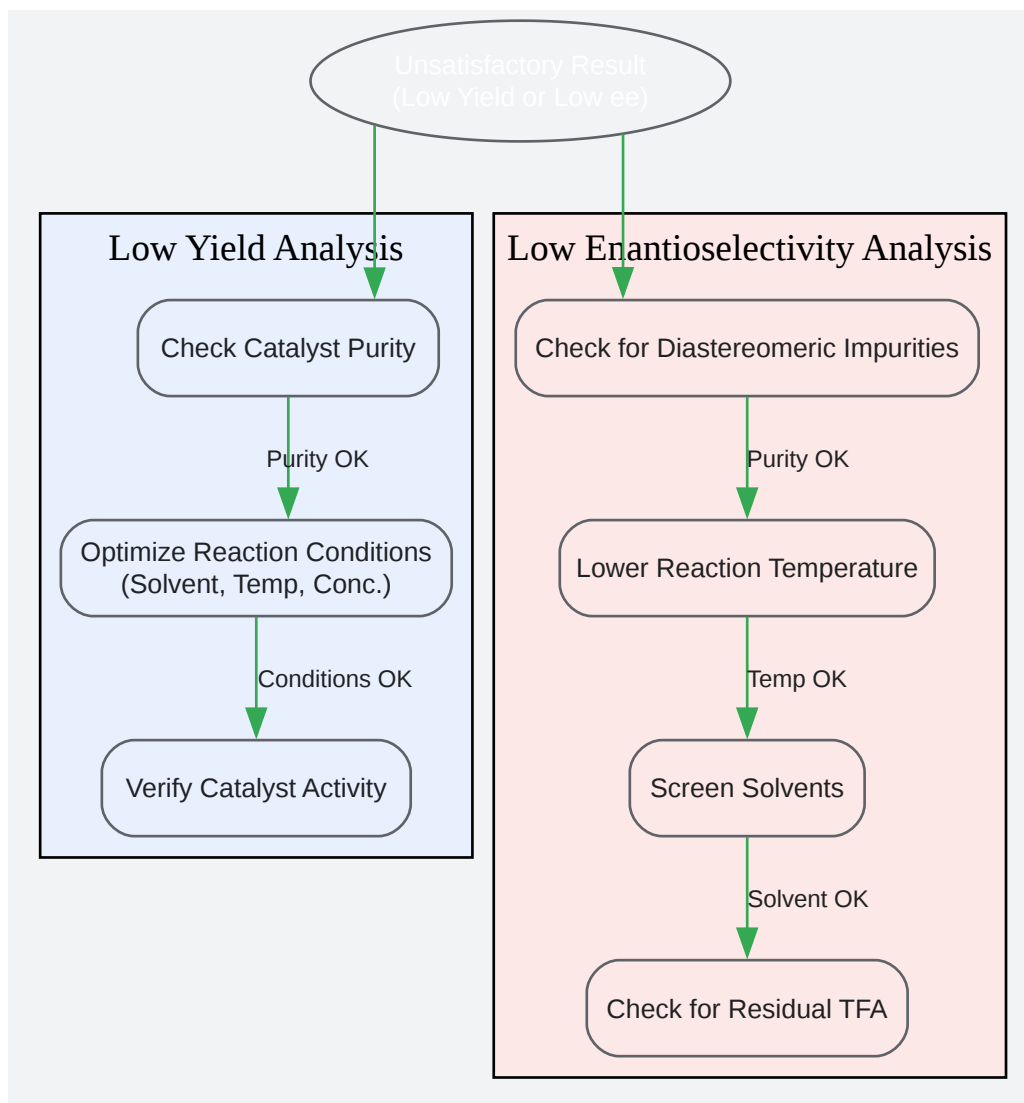 Unsatisfactory Result
(Low Yield or Low ee)
Low Yield Analysis
Check Catalyst Purity
Purity OK
Optimize Reaction Conditions
(Solvent, Temp, Conc.)
Conditions OK
Verify Catalyst Activity
Low Enantioselectivity Analysis
Check for Diastereomeric Impurities
Purity OK
Lower Reaction Temperature
Temp OK
Screen Solvents
Solvent OK
Check for Residual TFA